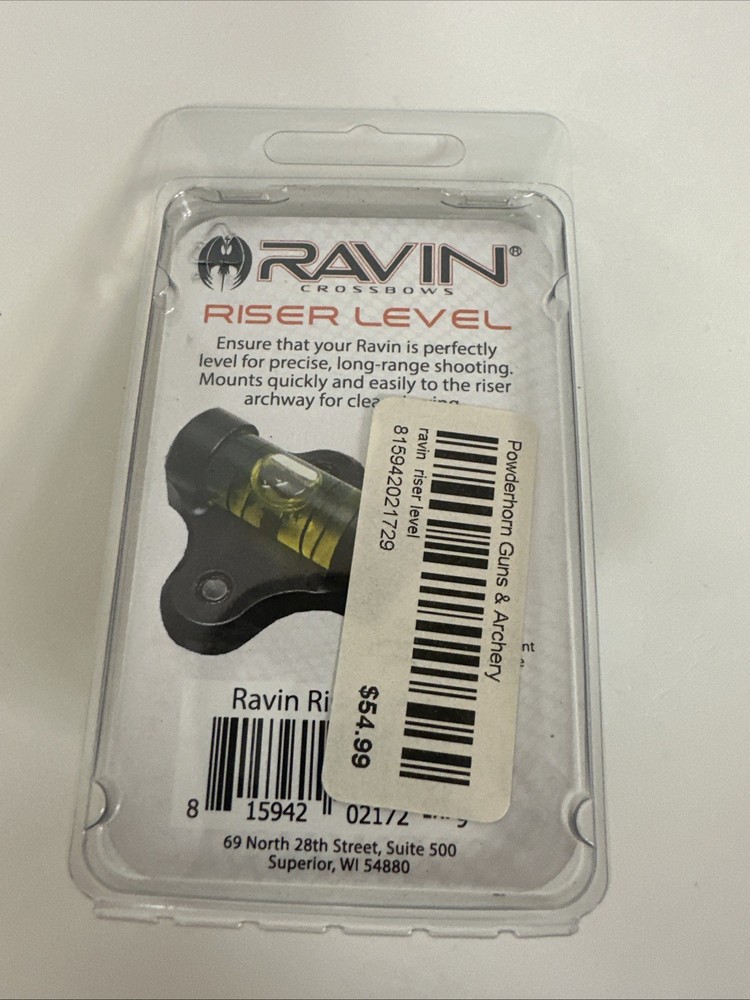 RAVIN®
CROSSBOWS
RISER LEVEL
Ensure that your Ravin is perfectly
level for precise, long-range shooting.
Mounts quickly and easily to the riser
archway for
Powderhorn Guns & Archery
ravin riser level
815942021729
$54.99
nt
Ravin Ri
8 15942 02172 9
69 North 28th Street, Suite 500
Superior, WI 54880